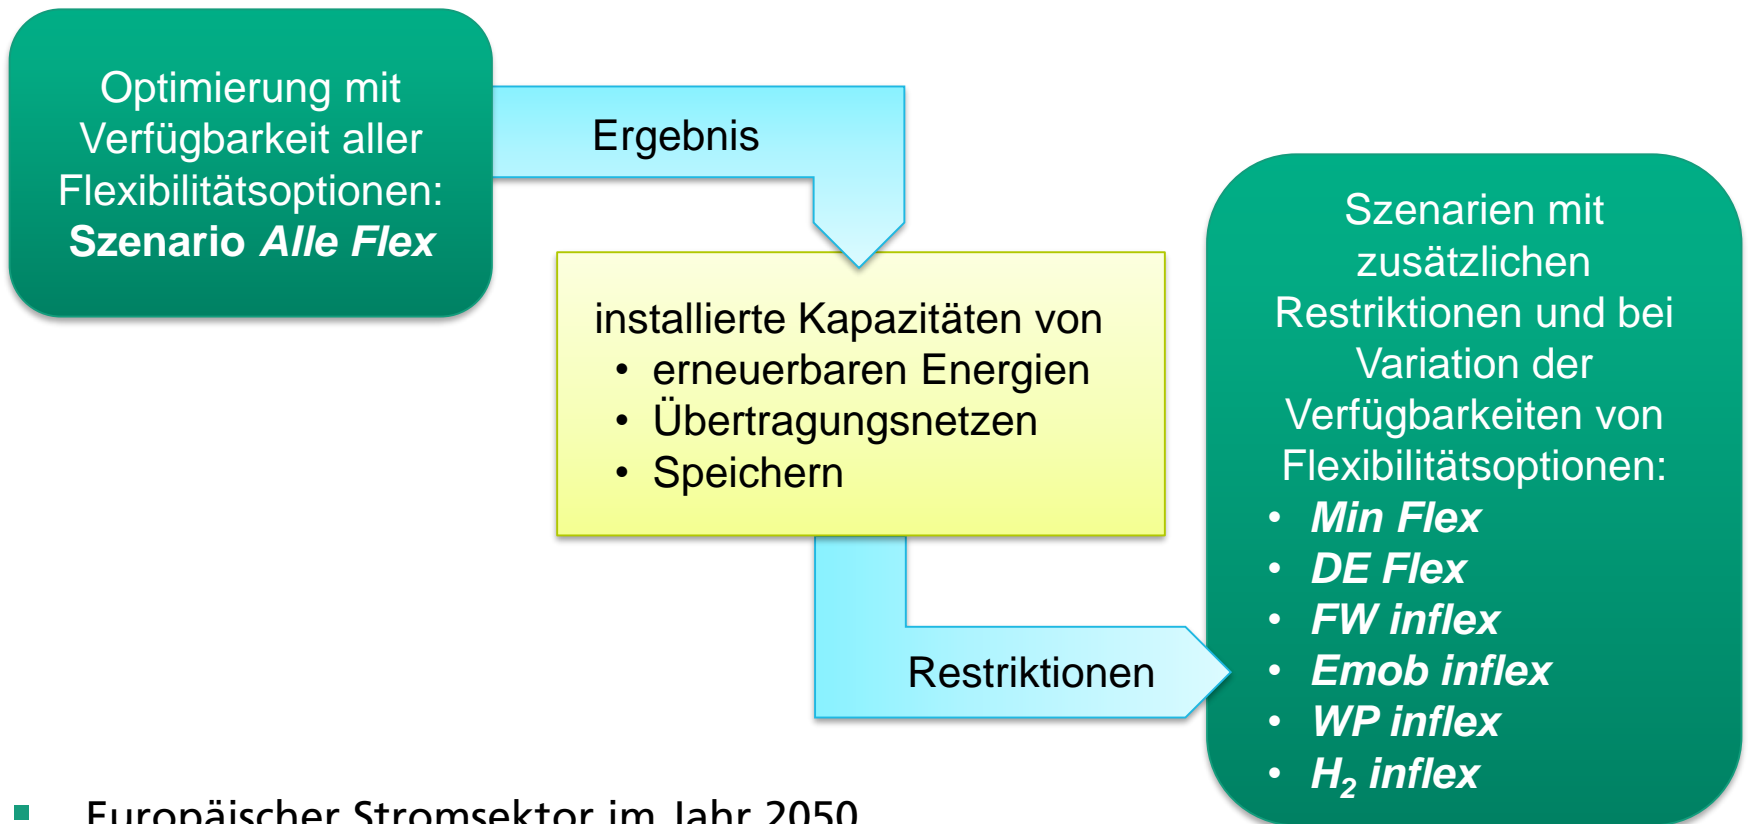 Optimierung mit
Verfügbarkeit aller
Flexibilitätsoptionen:
Szenario Alle Flex
Ergebnis
installierte Kapazitäten von
• erneuerbaren Energien
• Übertragungsnetzen
• Speichern
Restriktionen
Szenarien mit
zusätzlichen
Restriktionen und bei
Variation der
Verfügbarkeiten von
Flexibilitätsoptionen:
• Min Flex
• DE Flex
• FW inflex
• Emob inflex
• WP inflex
• H₂ inflex
▪ Europäischer Stromsektor im Jahr 2050